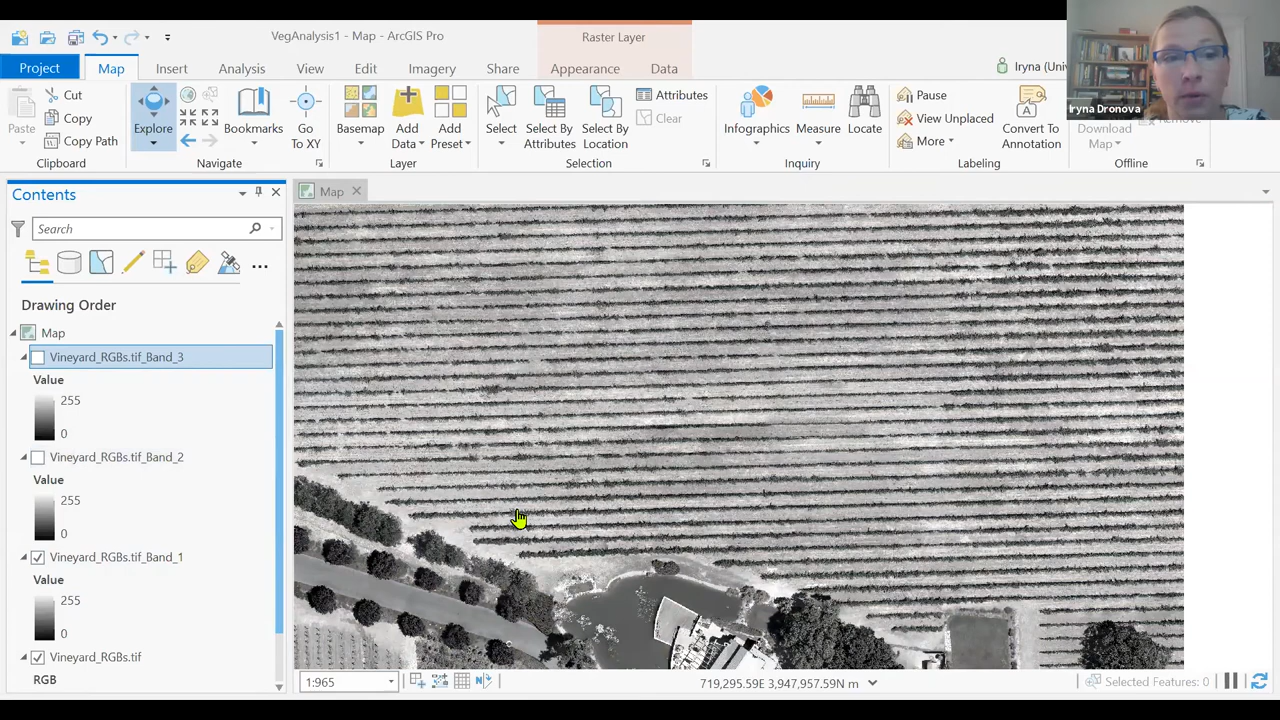 VegAnalysis1 - Map - ArcGIS Pro
Raster Layer
Project
Map
Insert
Analysis
View
Edit
Imagery
Share
Appearance
Data
Iryna (Uni
Iryna Dronova
Paste
Cut
Copy
Copy Path
Clipboard
Explore
Bookmarks
Go
To XY
Navigate
Basemap
Add
Data
Add
Preset
Layer
Select
Select By
Attributes
Select By
Location
Attributes
Clear
Selection
Infographics
Measure
Locate
Inquiry
Pause
View Unplaced
More
Convert To
Annotation
Labeling
Download
Map
Remove
Offline
Contents
Map
Search
Drawing Order
Map
Vineyard_RGBs.tif_Band_3
Value
255
0
Vineyard_RGBs.tif_Band_2
Value
255
0
Vineyard_RGBs.tif_Band_1
Value
255
0
Vineyard_RGBs.tif
RGB
1:965
719,295.59E 3,947,957.59N m
Selected Features: 0